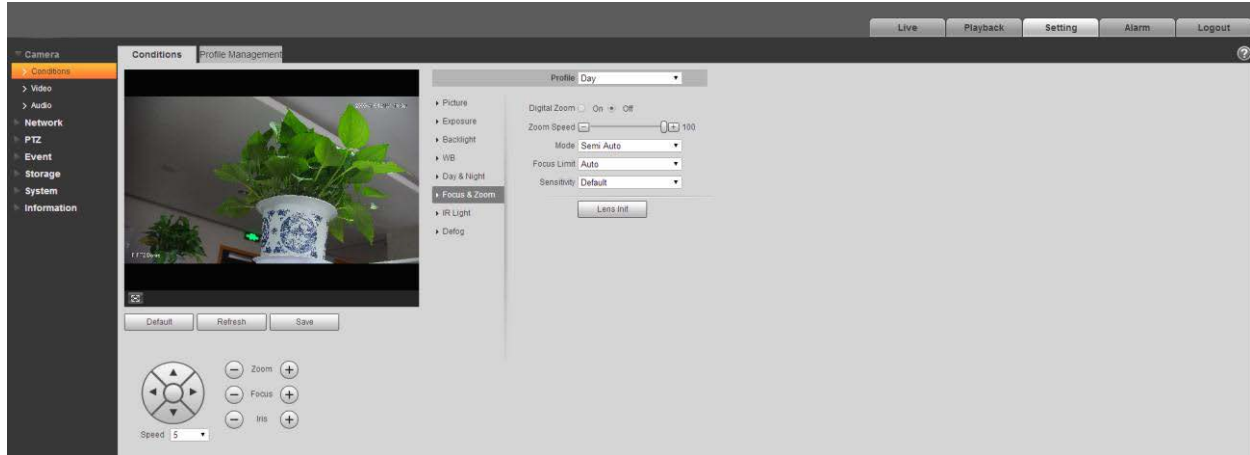 Live Playback Setting Alarm Logout
Camera
Conditions
Video
Audio
Network
PTZ
Event
Storage
System
Information
Conditions Profile Management
Profile Day
Picture
Exposure
Backlight
WB
Day & Night
Focus & Zoom
IR Light
Defog
Digital Zoom On Off
Zoom Speed 100
Mode Semi Auto
Focus Limit Auto
Sensitivity Default
Lens Init
Default Refresh Save
Zoom
Focus
Iris
Speed 5